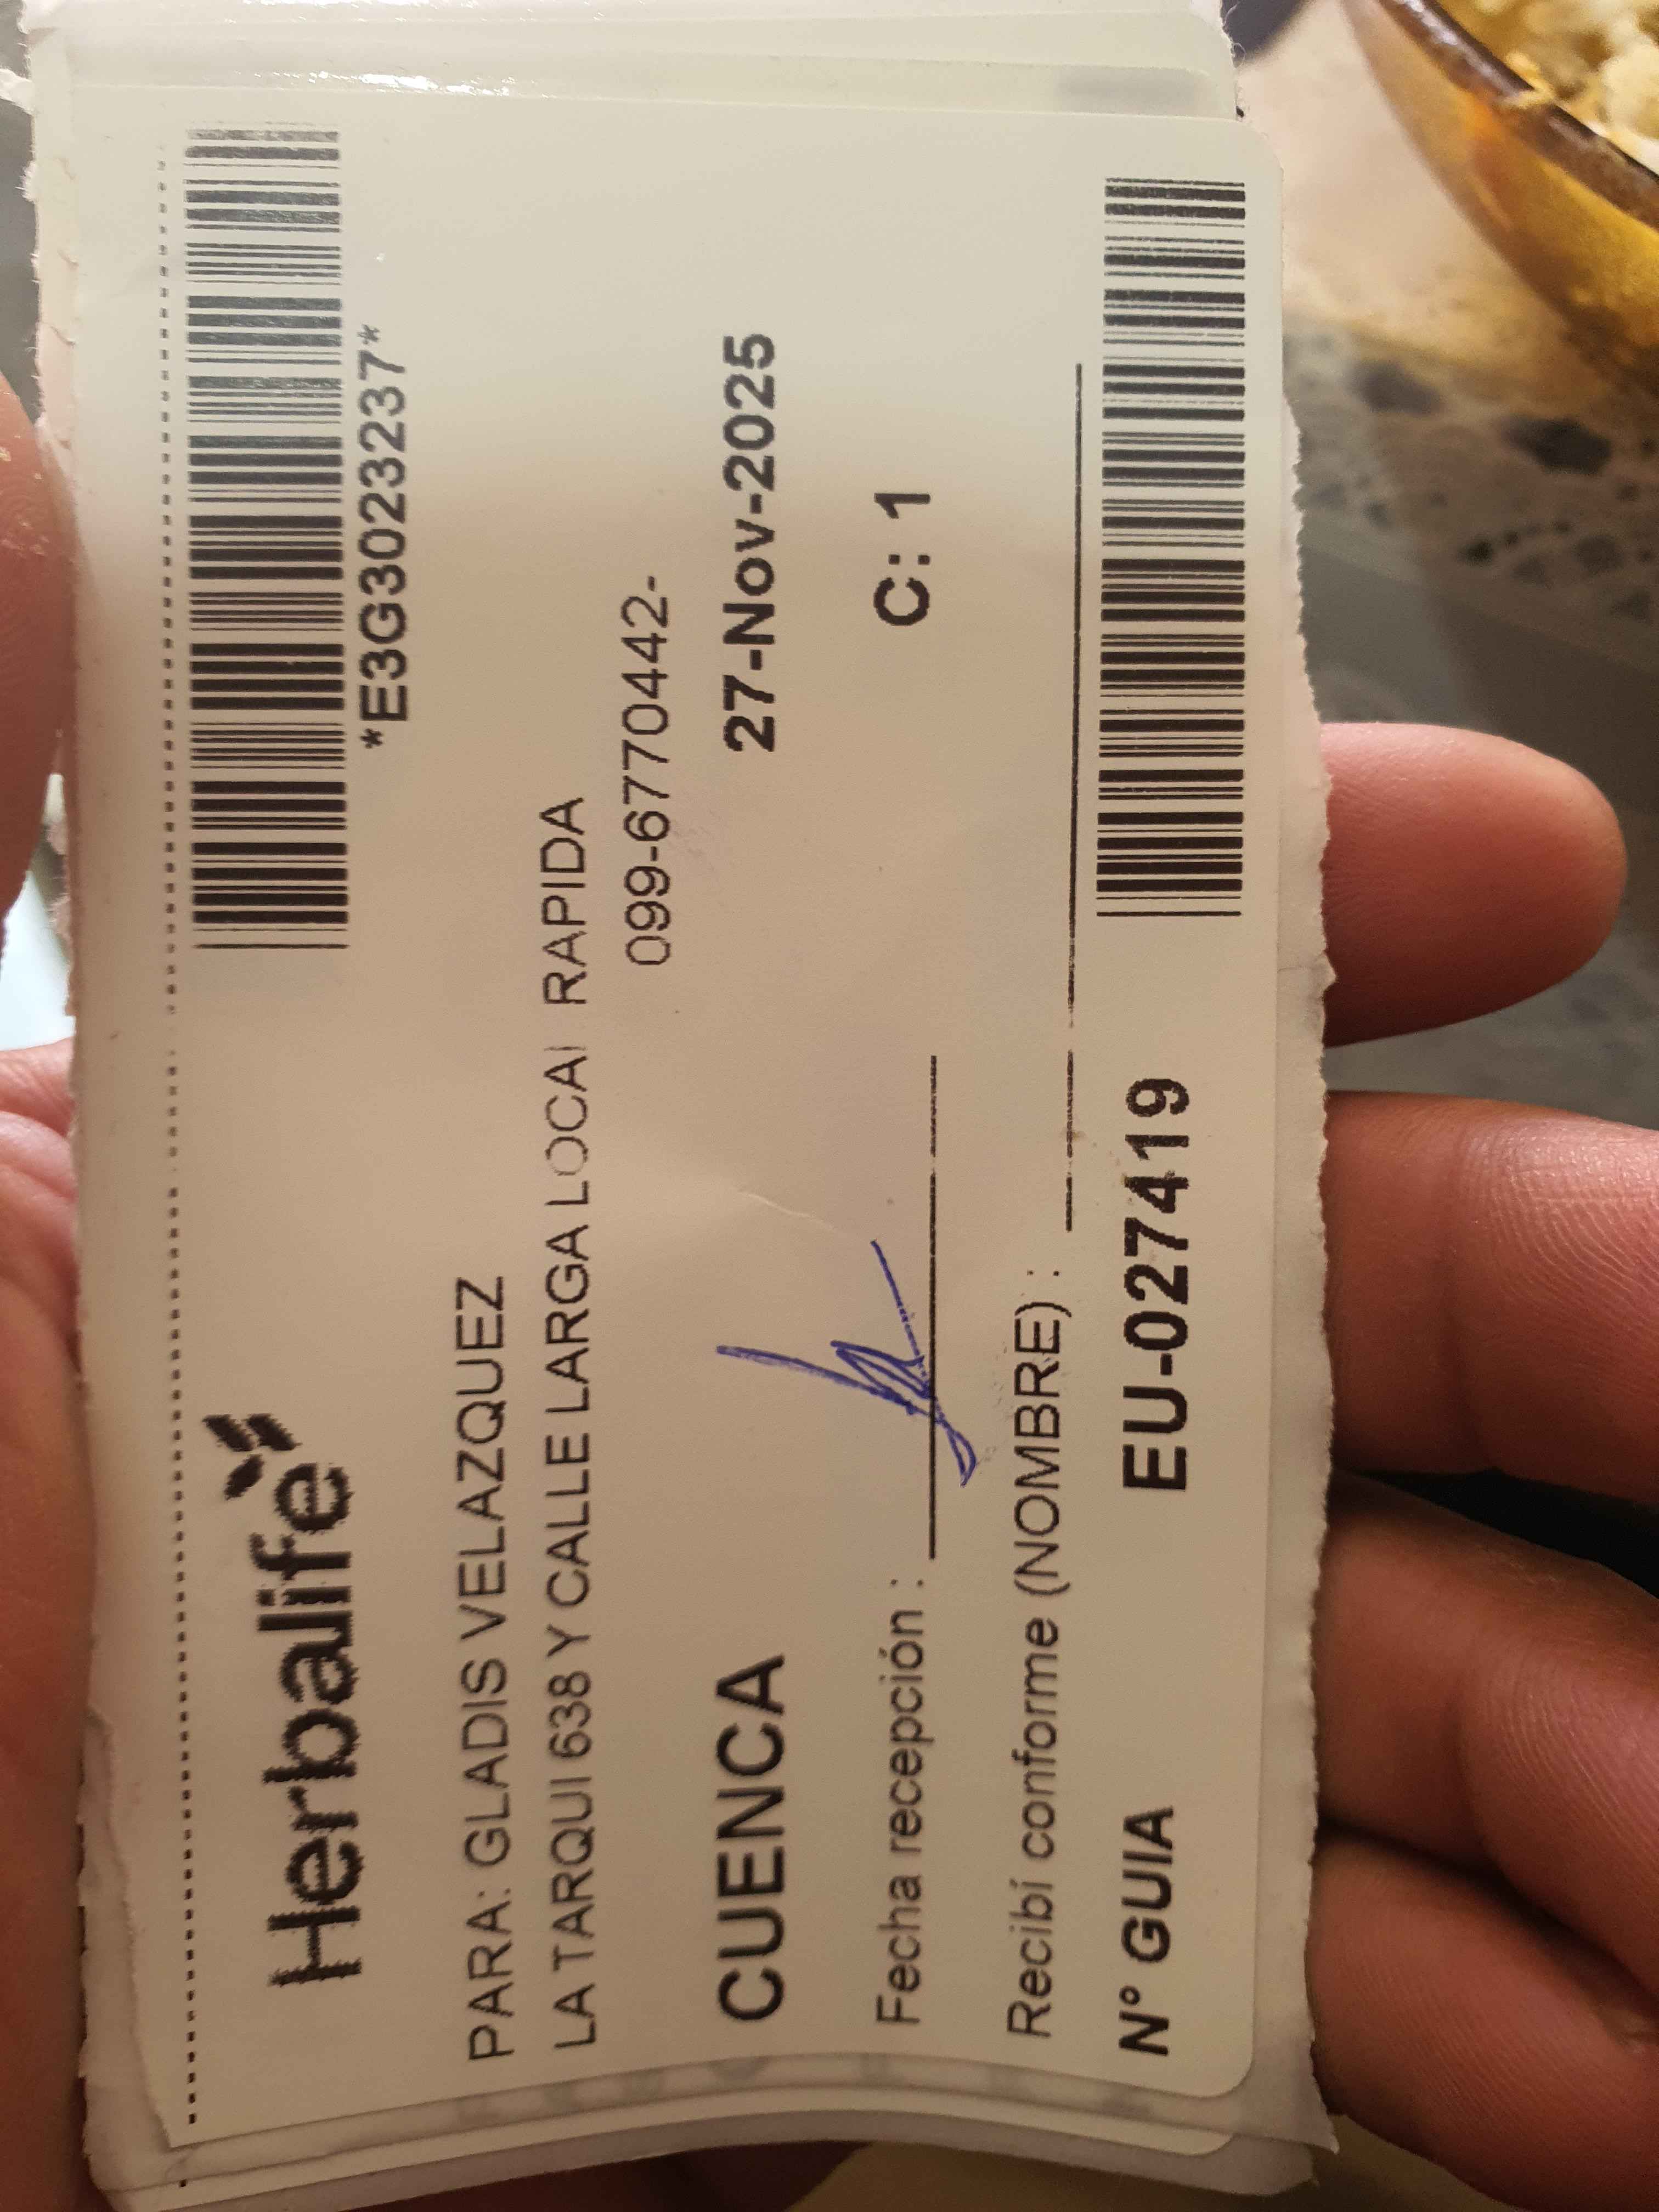 Herbalife
*E3G3023237*
PARA: GLADIS VELAZQUEZ
LA TARQUI 638 Y CALLE LARGA LOCAL RAPIDA
099-6770442-
CUENCA 27-Nov-2025
Fecha recepción : C: 1
Recibí conforme (NOMBRE) :
N° GUIA EU-027419